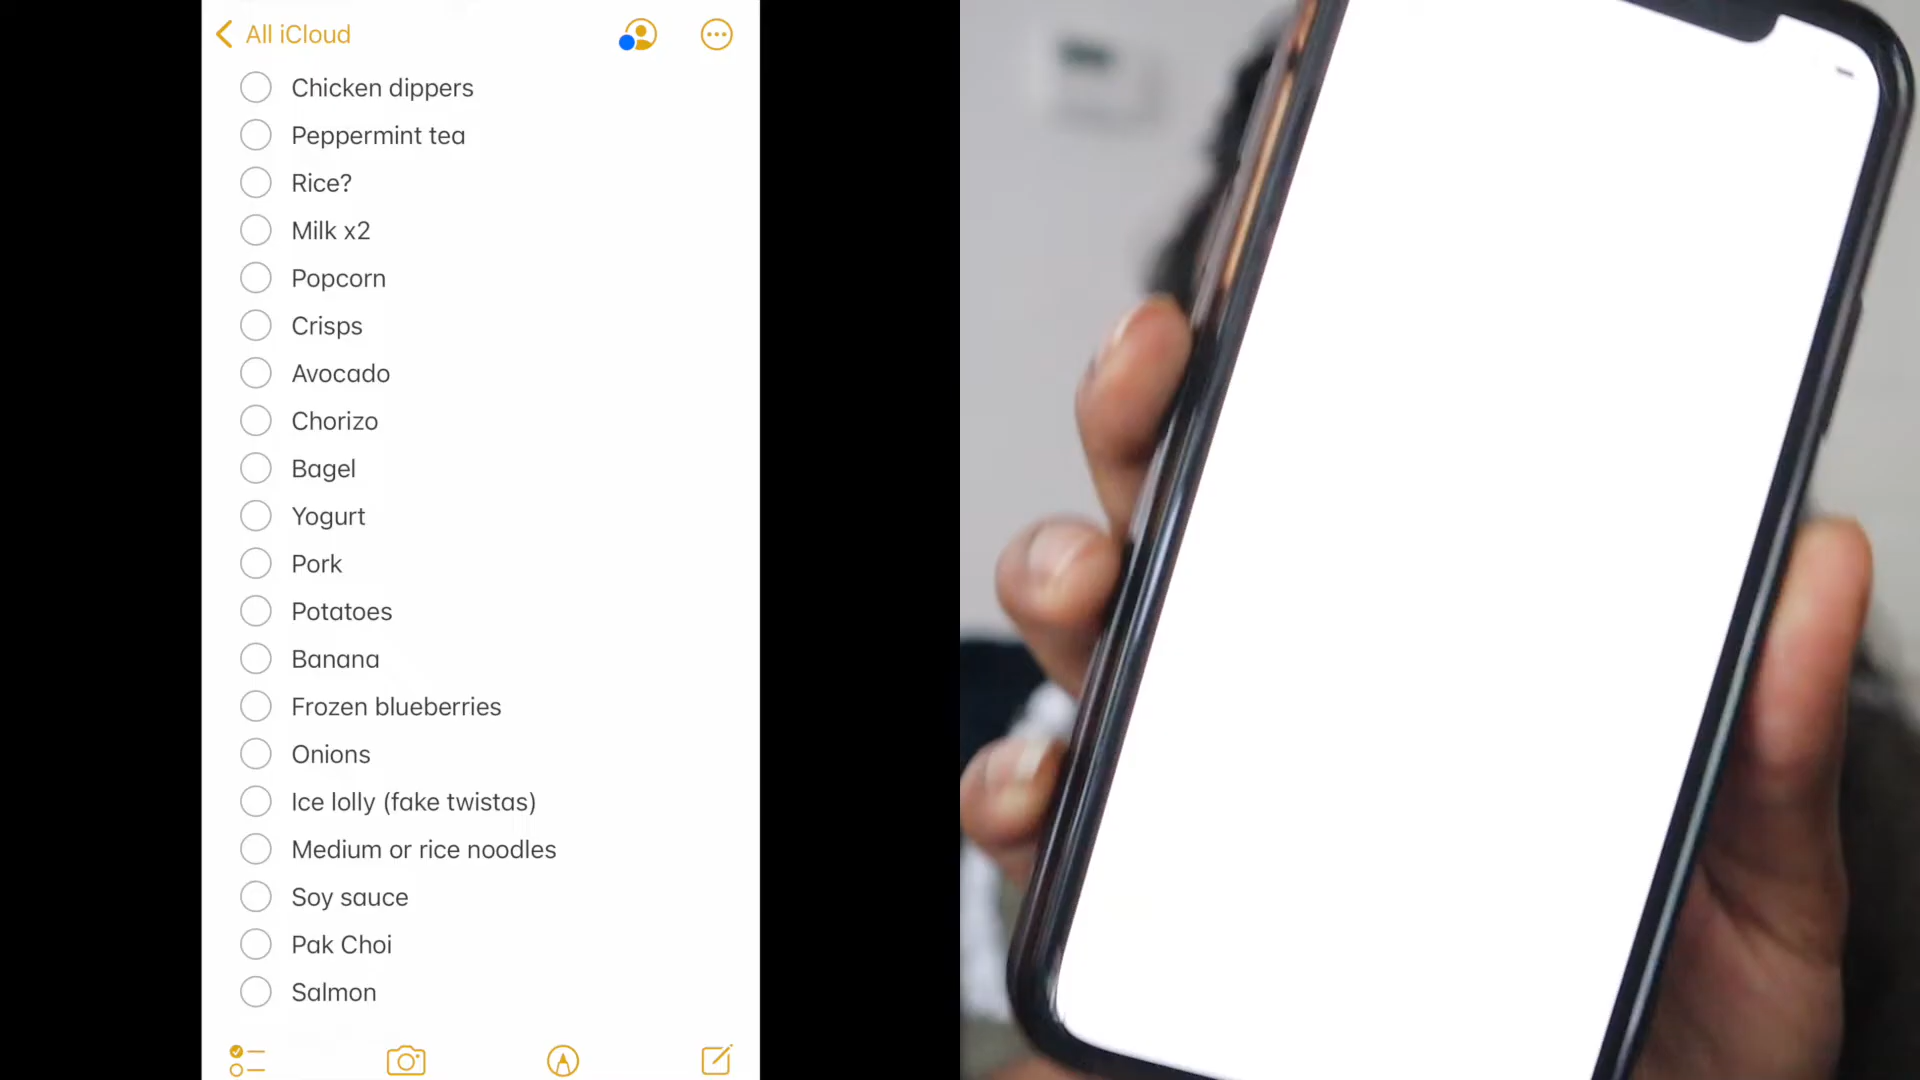 All iCloud
Chicken dippers
Peppermint tea
Rice?
Milk x2
Popcorn
Crisps
Avocado
Chorizo
Bagel
Yogurt
Pork
Potatoes
Banana
Frozen blueberries
Onions
Ice lolly (fake twistas)
Medium or rice noodles
Soy sauce
Pak Choi
Salmon